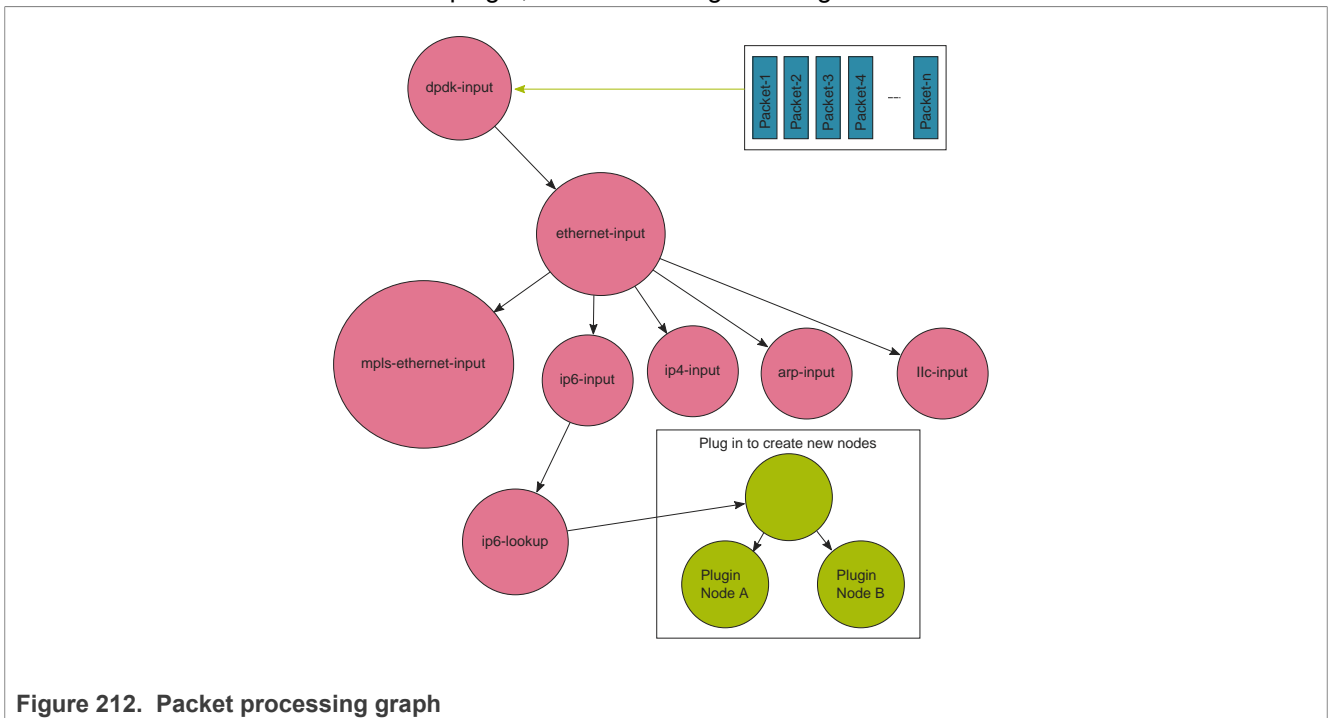 dpdk-input
Packet-1
Packet-2
Packet-3
Packet-4
Packet-n
ethernet-input
mpls-ethernet-input
ip6-input
ip4-input
arp-input
IIc-input
Plug in to create new nodes
ip6-lookup
Plugin
Node A
Plugin
Node B
Figure 212. Packet processing graph